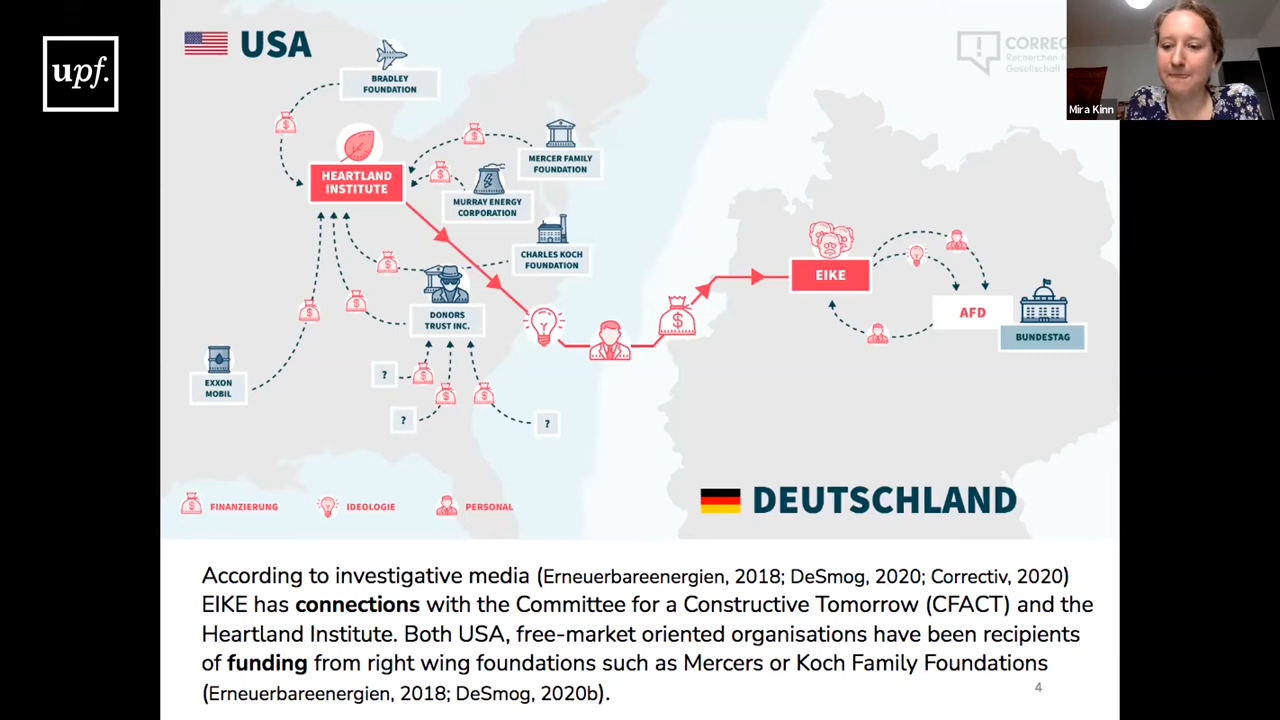 upf.
USA
CORREC
Recherchen f
Gesellschaft
Mira Kinn
BRADLEY
FOUNDATION
HEARTLAND
INSTITUTE
MERCER FAMILY
FOUNDATION
MURRAY ENERGY
CORPORATION
CHARLES KOCH
FOUNDATION
DONORS
TRUST INC.
EXXON
MOBIL
?
?
?
EIKE
AFD
BUNDESTAG
FINANZIERUNG
IDEOLOGIE
PERSONAL
DEUTSCHLAND
According to investigative media (Erneuerbareenergien, 2018; DeSmog, 2020; Correctiv, 2020)
EIKE has connections with the Committee for a Constructive Tomorrow (CFACT) and the
Heartland Institute. Both USA, free-market oriented organisations have been recipients
of funding from right wing foundations such as Mercers or Koch Family Foundations
(Erneuerbareenergien, 2018; DeSmog, 2020b).
4